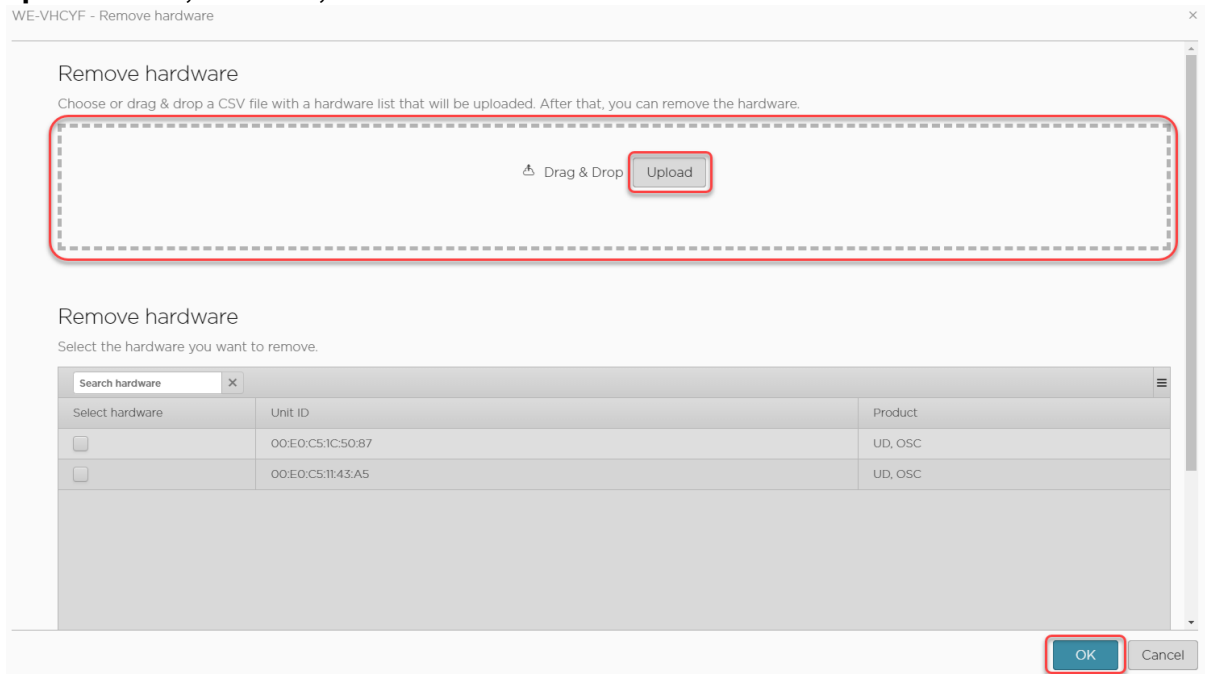 WE-VHCYF - Remove hardware
Remove hardware
Choose or drag & drop a CSV file with a hardware list that will be uploaded. After that, you can remove the hardware.
Drag & Drop Upload
Remove hardware
Select the hardware you want to remove.
Search hardware
Select hardware Unit ID Product
00:E0:C5:1C:50:87 UD, OSC
00:E0:C5:11:43:A5 UD, OSC
OK Cancel